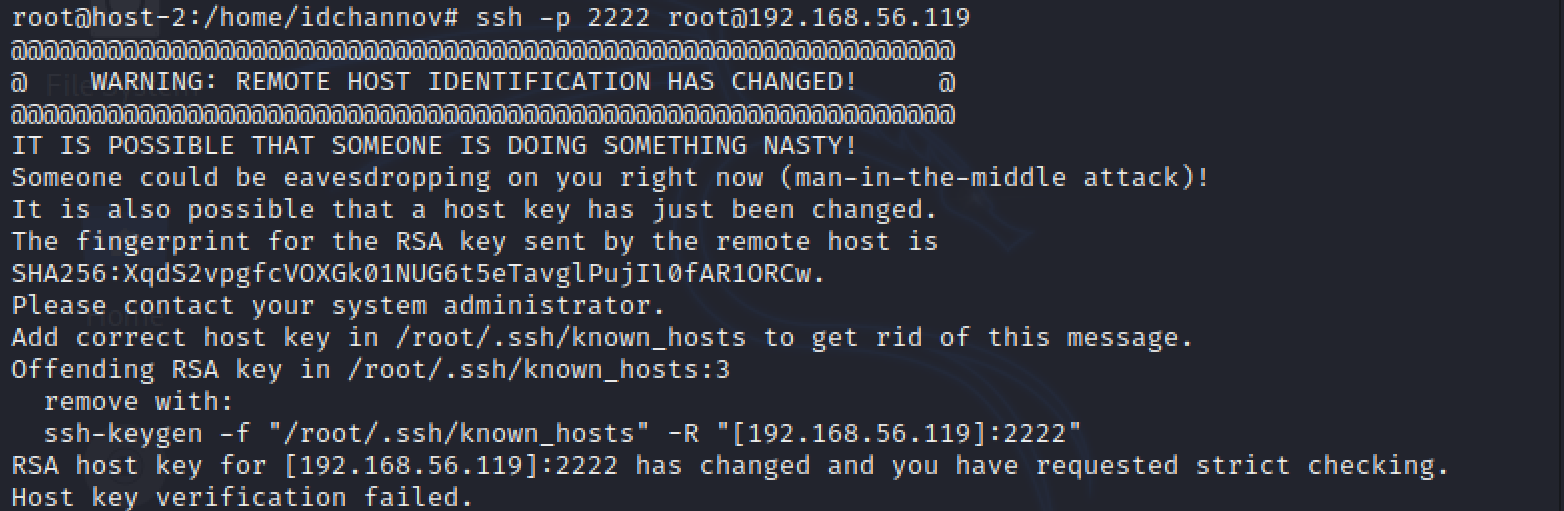 root@host-2:/home/idchannov# ssh -p 2222 root@192.168.56.119
@@@@@@@@@@@@@@@@@@@@@@@@@@@@@@@@@@@@@@@@@@@@@@@@@@@@@@@@@@@
@    WARNING: REMOTE HOST IDENTIFICATION HAS CHANGED!     @
@@@@@@@@@@@@@@@@@@@@@@@@@@@@@@@@@@@@@@@@@@@@@@@@@@@@@@@@@@@
IT IS POSSIBLE THAT SOMEONE IS DOING SOMETHING NASTY!
Someone could be eavesdropping on you right now (man-in-the-middle attack)!
It is also possible that a host key has just been changed.
The fingerprint for the RSA key sent by the remote host is
SHA256:XqdS2vpgfcVOXGk01NUG6t5eTavglPujIl0fAR1ORCw.
Please contact your system administrator.
Add correct host key in /root/.ssh/known_hosts to get rid of this message.
Offending RSA key in /root/.ssh/known_hosts:3
  remove with:
  ssh-keygen -f "/root/.ssh/known_hosts" -R "[192.168.56.119]:2222"
RSA host key for [192.168.56.119]:2222 has changed and you have requested strict checking.
Host key verification failed.